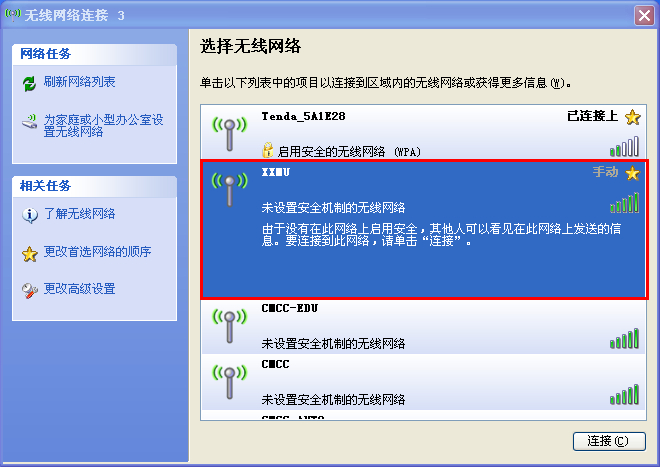 无线网络连接 3
网络任务
刷新网络列表
为家庭或小型办公室设
置无线网络
相关任务
了解无线网络
更改首选网络的顺序
更改高级设置
选择无线网络
单击以下列表中的项目以连接到区域内的无线网络或获得更多信息(W)。
Tenda_5A1E28 已连接上
启用安全的无线网络 (WPA)
XXMU 手动
未设置安全机制的无线网络
由于没有在此网络上启用安全,其他人可以看见在此网络上发送的信
息。要连接到此网络,请单击“连接”。
CMCC-EDU
未设置安全机制的无线网络
CMCC
未设置安全机制的无线网络
连接(C)